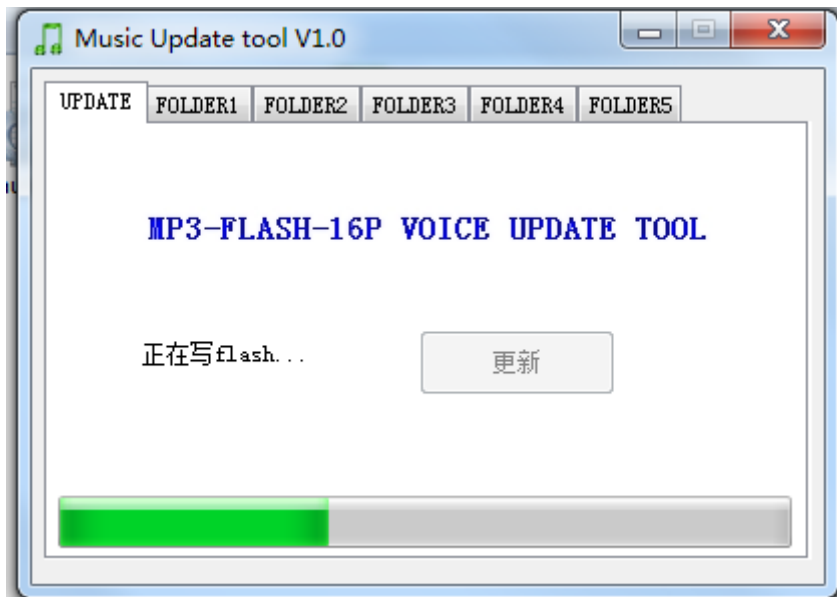 Music Update tool V1.0
UPDATE FOLDER1 FOLDER2 FOLDER3 FOLDER4 FOLDER5
MP3-FLASH-16P VOICE UPDATE TOOL
正在写flash... 更新